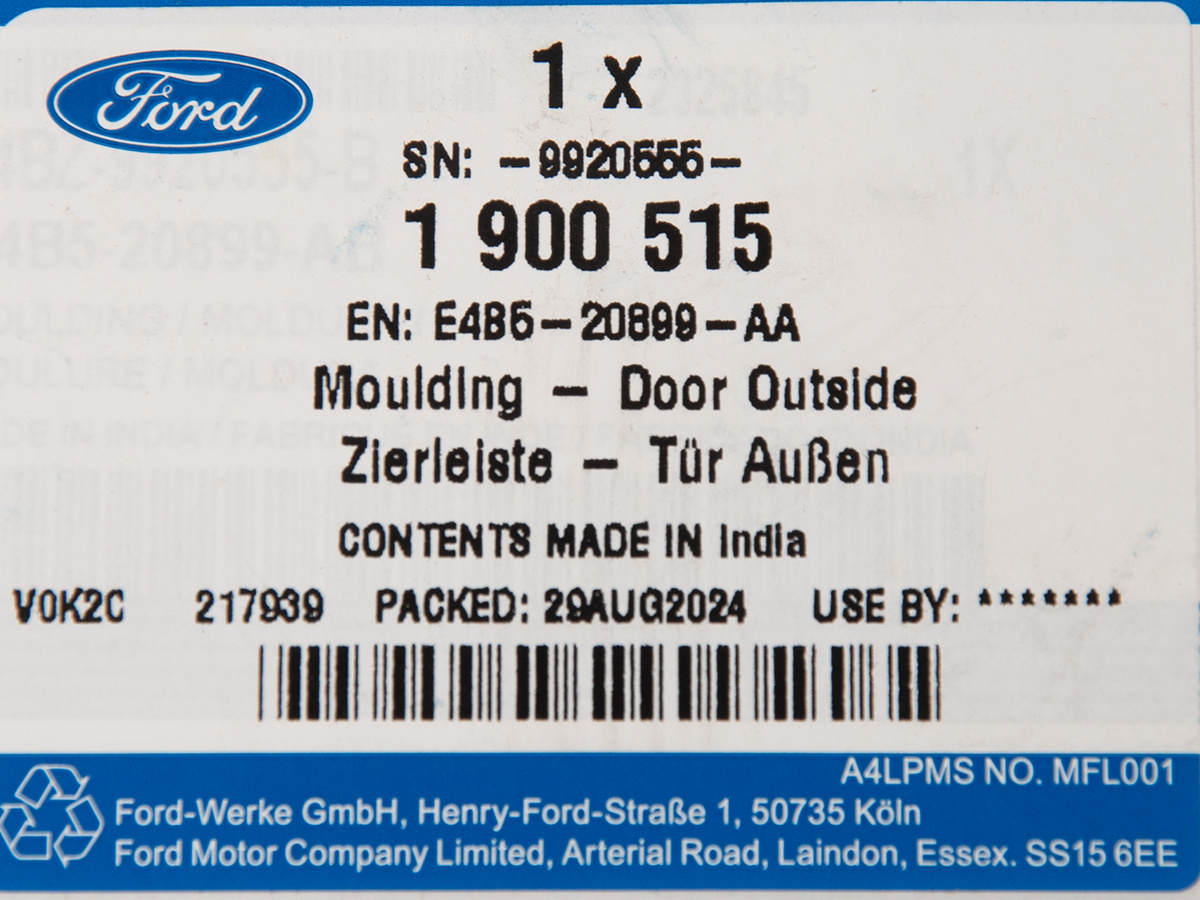 Ford
1 x
SN: -9920555-
1 900 515
EN: E4B5-20899-AA
Moulding - Door Outside
Zierleiste - Tür Außen
CONTENTS MADE IN India
V0K2C 217939 PACKED: 29AUG2024 USE BY: *******
A4LPMS NO. MFL001
Ford-Werke GmbH, Henry-Ford-Straße 1, 50735 Köln
Ford Motor Company Limited, Arterial Road, Laindon, Essex. SS15 6EE